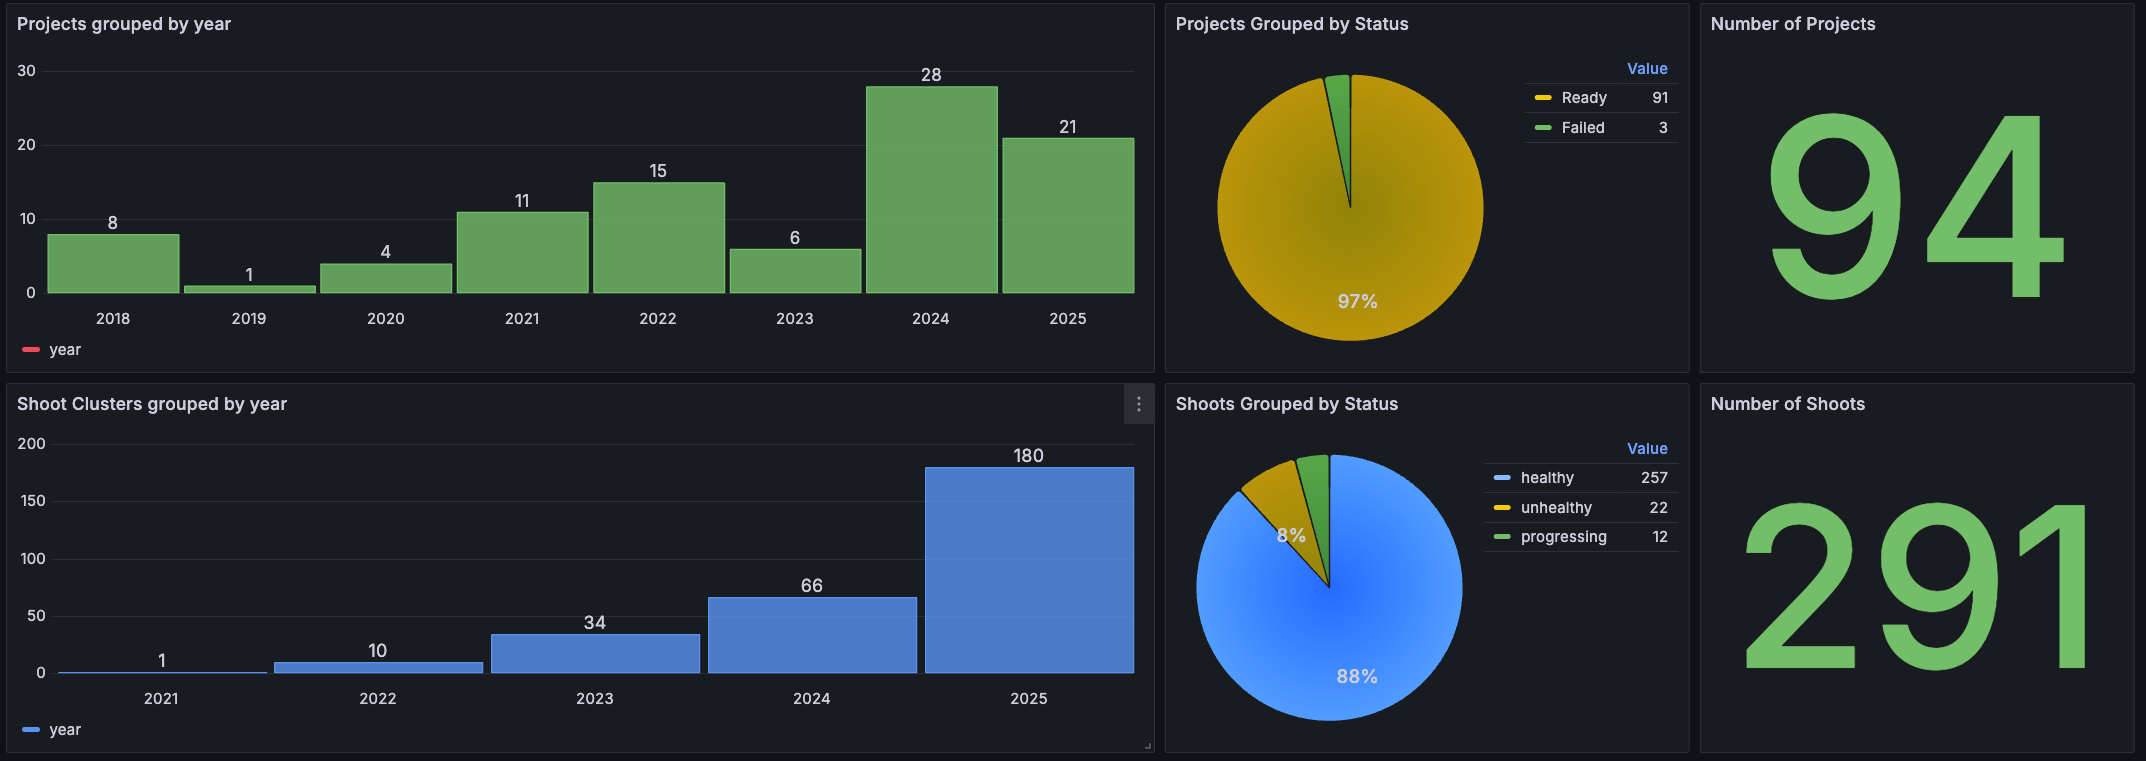 Projects grouped by year
30
20
10
0
8
1
4
11
15
6
28
21
2018
2019
2020
2021
2022
2023
2024
2025
year
Projects Grouped by Status
Value
Ready 91
Failed 3
97%
Number of Projects
94
Shoot Clusters grouped by year
200
150
100
50
0
1
10
34
66
180
2021
2022
2023
2024
2025
year
Shoots Grouped by Status
Value
healthy 257
unhealthy 22
progressing 12
8%
88%
Number of Shoots
291